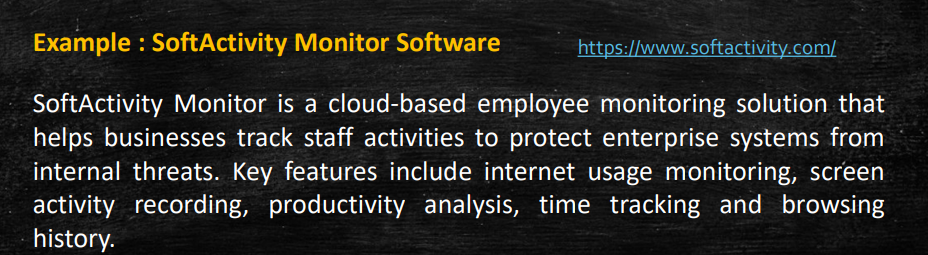 Example : SoftActivity Monitor Software https://www.softactivity.com/
SoftActivity Monitor is a cloud-based employee monitoring solution that
helps businesses track staff activities to protect enterprise systems from
internal threats. Key features include internet usage monitoring, screen
activity recording, productivity analysis, time tracking and browsing
history.